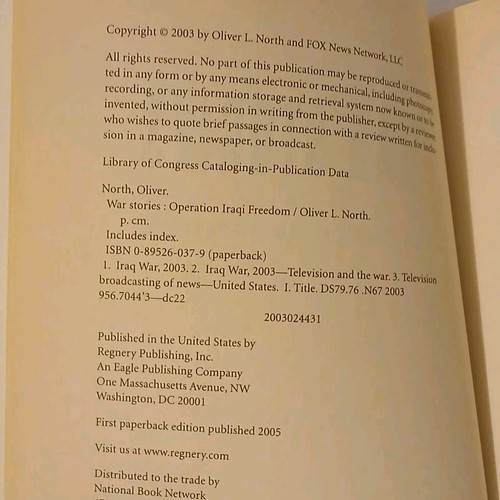 Copyright © 2003 by Oliver L. North and FOX News Network, LLC
All rights reserved. No part of this publication may be reproduced or transmit-
ted in any form or by any means electronic or mechanical, including photocopy,
recording, or any information storage and retrieval system now known or to be
invented, without permission in writing from the publisher, except by a reviewer
who wishes to quote brief passages in connection with a review written for inclu-
sion in a magazine, newspaper, or broadcast.
Library of Congress Cataloging-in-Publication Data
North, Oliver.
War stories : Operation Iraqi Freedom / Oliver L. North.
p. cm.
Includes index.
ISBN 0-89526-037-9 (paperback)
1. Iraq War, 2003. 2. Iraq War, 2003—Television and the war. 3. Television
broadcasting of news—United States. I. Title. DS79.76 .N67 2003
956.7044'3—dc22
2003024431
Published in the United States by
Regnery Publishing, Inc.
An Eagle Publishing Company
One Massachusetts Avenue, NW
Washington, DC 20001
First paperback edition published 2005
Visit us at www.regnery.com
Distributed to the trade by
National Book Network